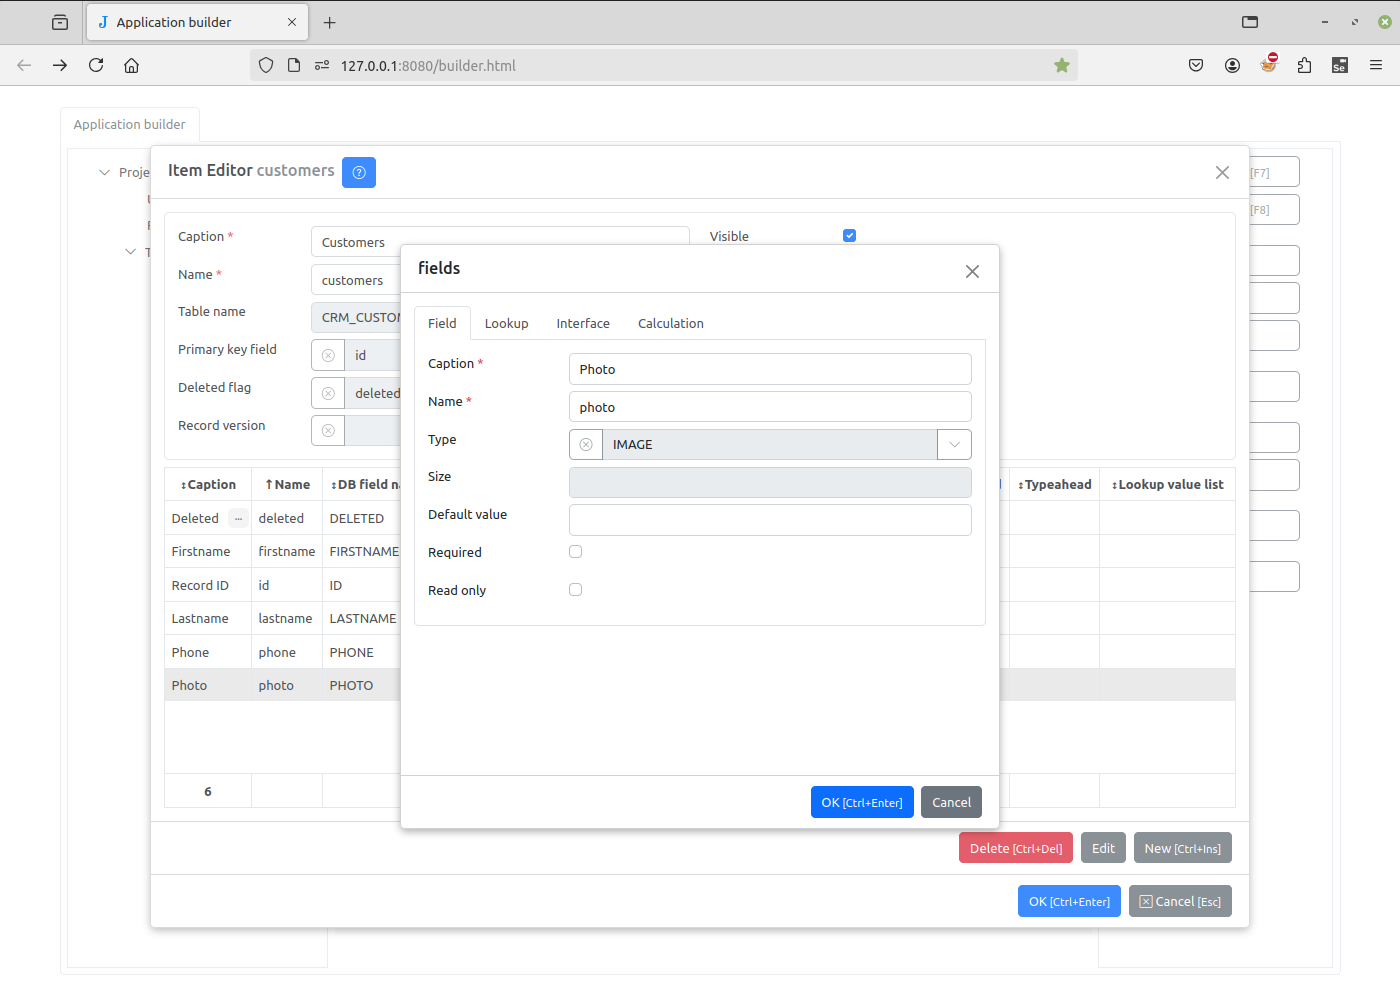 Application builder
127.0.0.1:8080/builder.html
Application builder
Item Editor customers
[F7]
Proje
[F8]
Caption *
Customers
Visible
Name *
customers
Table name
CRM_CUSTOM
Primary key field
id
Deleted flag
deleted
Record version
fields
Field Lookup Interface Calculation
Caption *
Photo
Name *
photo
Type
IMAGE
Size
Default value
Required
Read only
OK [Ctrl+Enter] Cancel
↕Caption ↑Name ↕DB field na ↕Typeahead ↕Lookup value list
Deleted ... deleted DELETED
Firstname firstname FIRSTNAME
Record ID id ID
Lastname lastname LASTNAME
Phone phone PHONE
Photo photo PHOTO
6
Delete [Ctrl+Del] Edit New [Ctrl+Ins]
OK [Ctrl+Enter] Cancel [Esc]